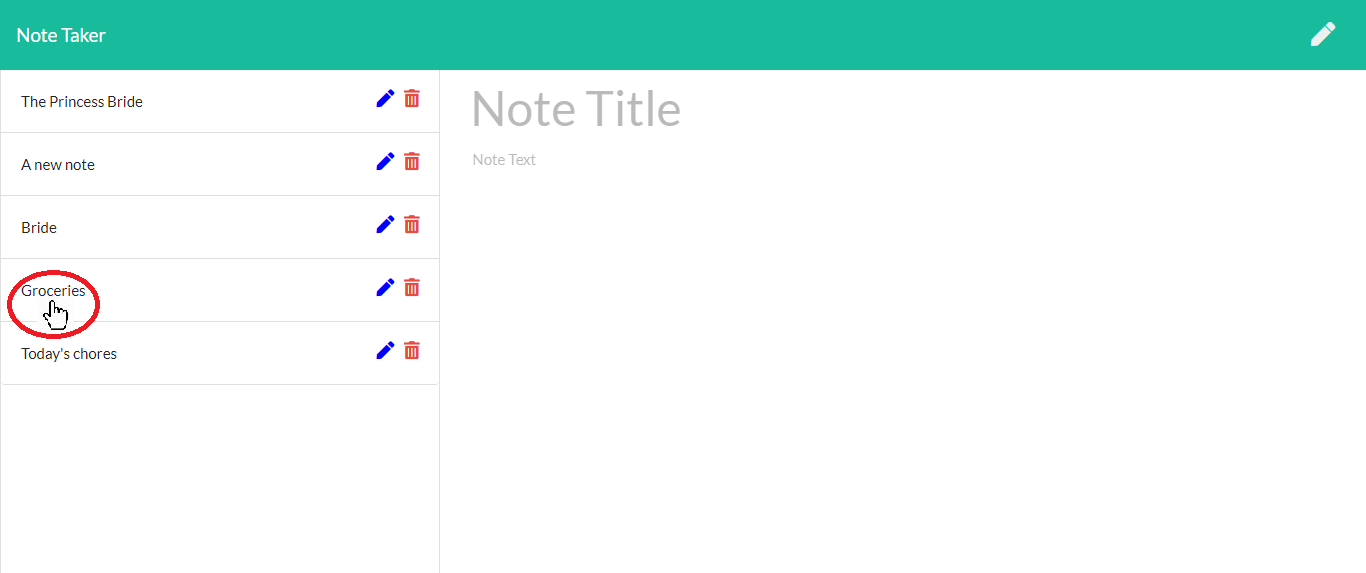 Note Taker
The Princess Bride
A new note
Bride
Groceries
Today's chores
Note Title
Note Text